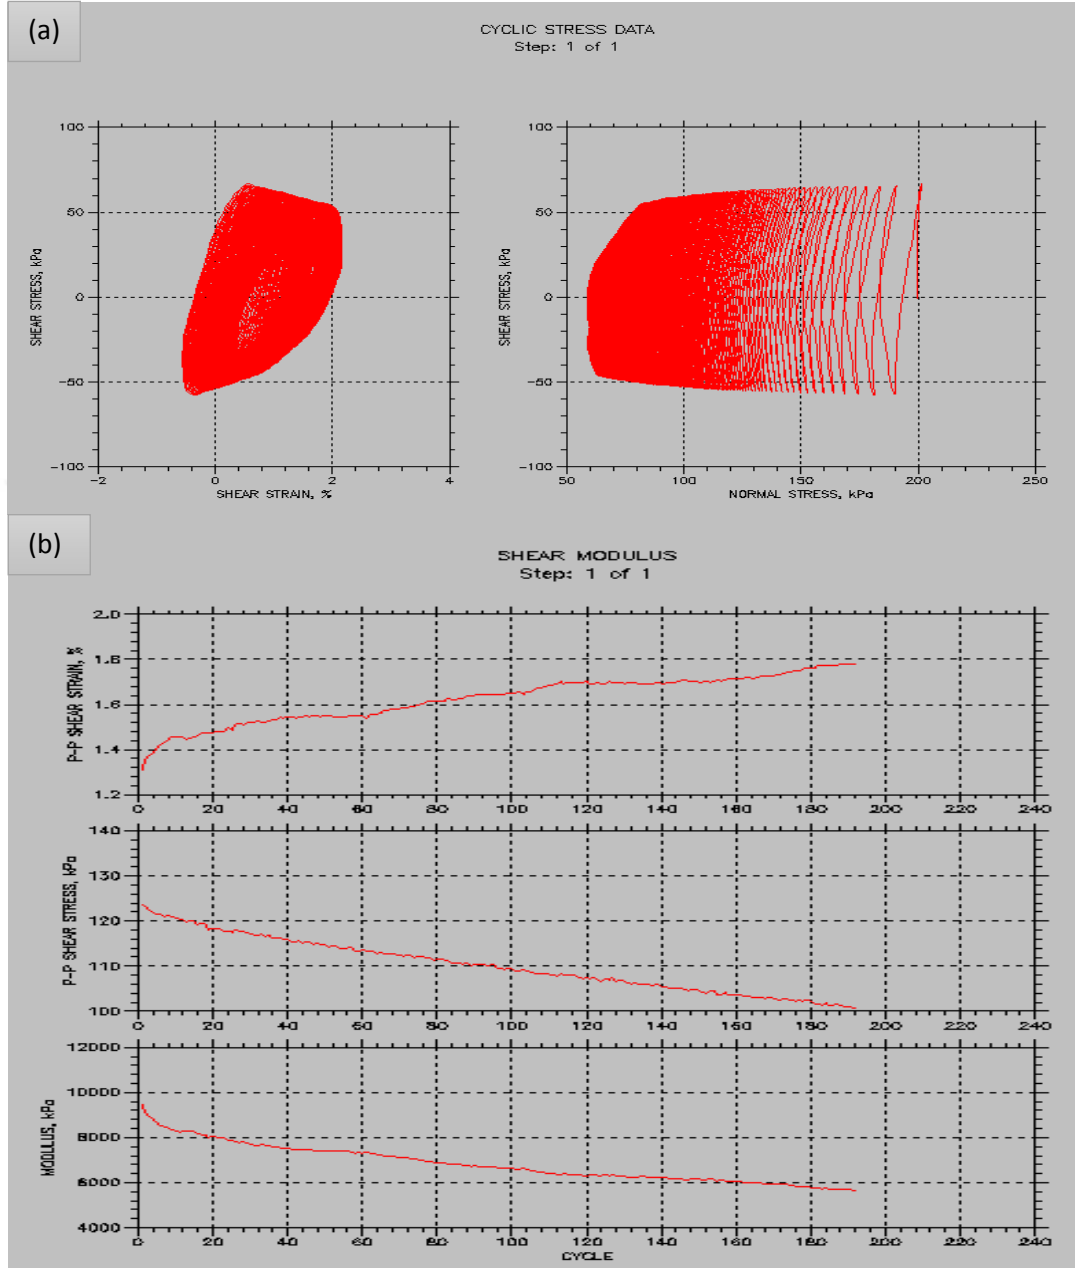 (a)
CYCLIC STRESS DATA
Step: 1 of 1
100
50
0
-50
-100
SHEAR STRESS, kPa
-2 0 2 4
SHEAR STRAIN, %
100
50
0
-50
-100
SHEAR STRESS, kPa
50 100 150 200 250
NORMAL STRESS, kPa
(b)
SHEAR MODULUS
Step: 1 of 1
2.0
1.8
1.6
1.4
1.2
P-P SHEAR STRAIN, %
0 20 40 60 80 100 120 140 160 180 200 220 240
140
130
120
110
100
P-P SHEAR STRESS, kPa
0 20 40 60 80 100 120 140 160 180 200 220 240
12000
10000
8000
6000
4000
MODULUS, kPa
0 20 40 60 80 100 120 140 160 180 200 220 240
CYCLE